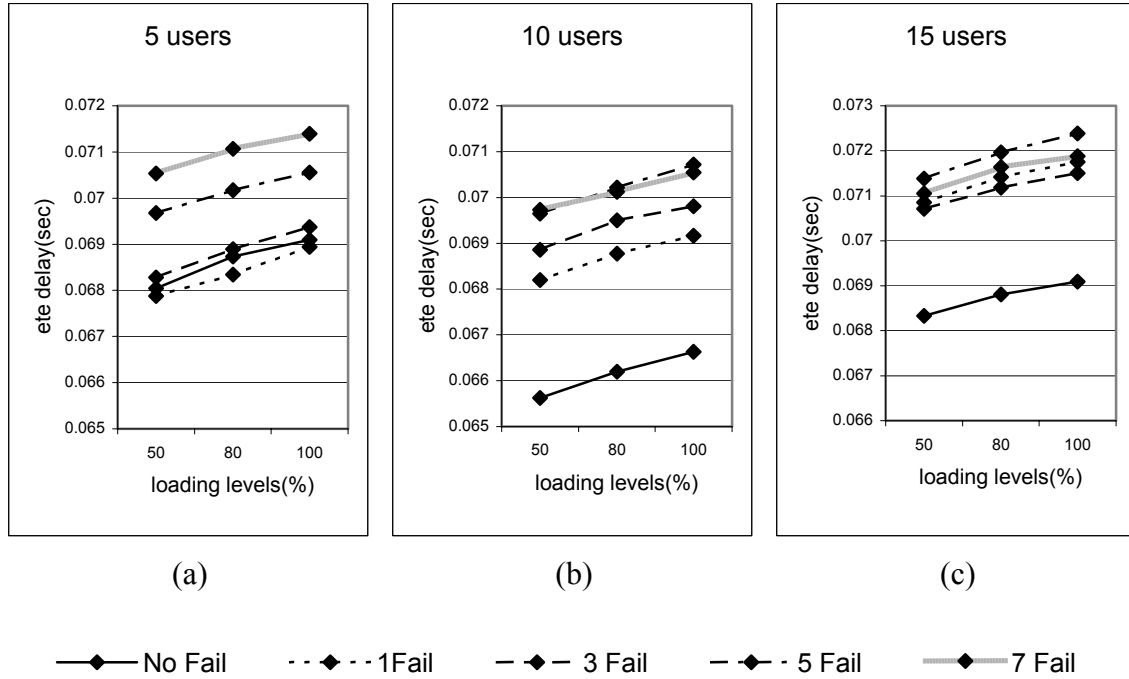 5 users
ete delay(sec)
0.072
0.071
0.07
0.069
0.068
0.067
0.066
0.065
50 80 100
loading levels(%)
(a)
10 users
ete delay(sec)
0.072
0.071
0.07
0.069
0.068
0.067
0.066
0.065
50 80 100
loading levels(%)
(b)
15 users
ete delay(sec)
0.073
0.072
0.071
0.07
0.069
0.068
0.067
0.066
50 80 100
loading levels(%)
(c)
No Fail 1Fail 3 Fail 5 Fail 7 Fail